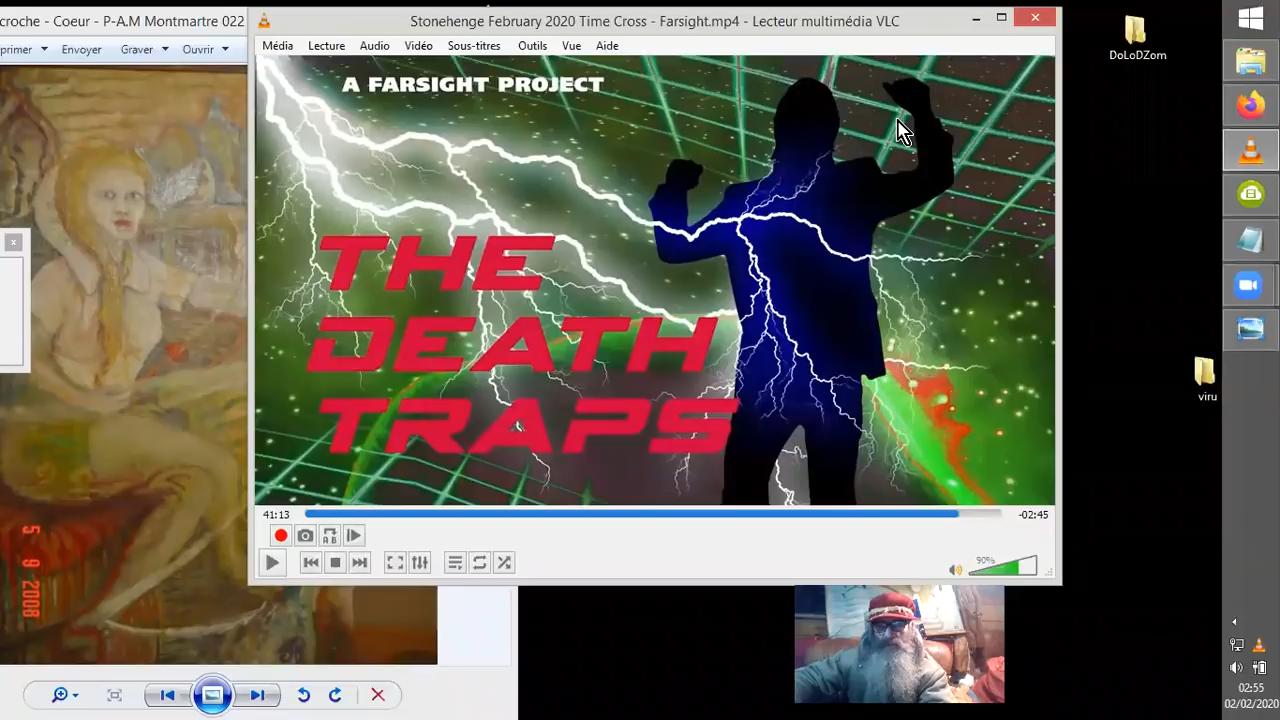 croche - Coeur - P-A.M Montmartre 022
primer Envoyer Graver Ouvrir
Stonehenge February 2020 Time Cross - Farsight.mp4 - Lecteur multimédia VLC
Média Lecture Audio Vidéo Sous-titres Outils Vue Aide
A FARSIGHT PROJECT
THE
DEATH
TRAPS
41:13 -02:45
A B
90%
5 9 2008
DoLoDZom
viru
02:55
02/02/2020